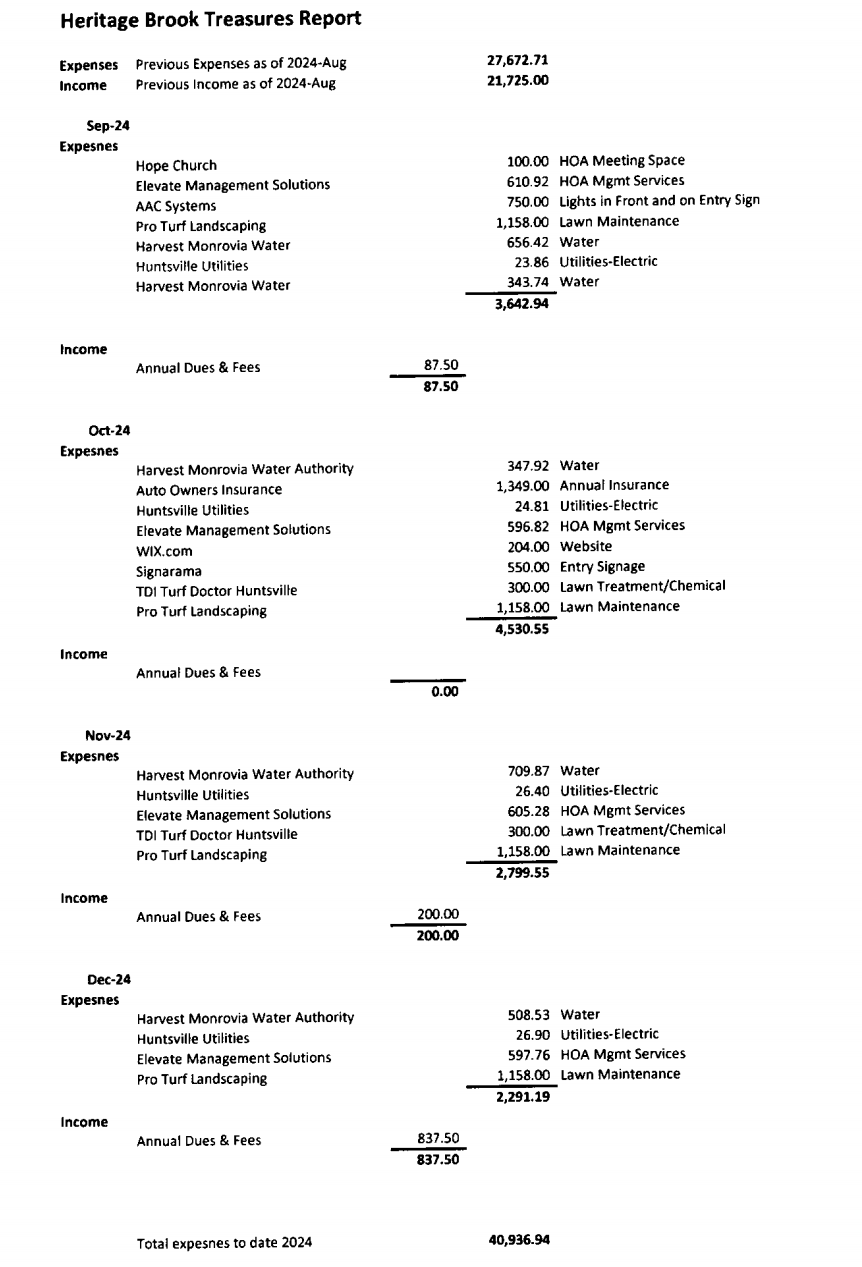 Heritage Brook Treasures Report
Expenses Previous Expenses as of 2024-Aug 27,672.71
Income Previous Income as of 2024-Aug 21,725.00
Sep-24
Expesnes
Hope Church 100.00 HOA Meeting Space
Elevate Management Solutions 610.92 HOA Mgmt Services
AAC Systems 750.00 Lights in Front and on Entry Sign
Pro Turf Landscaping 1,158.00 Lawn Maintenance
Harvest Monrovia Water 656.42 Water
Huntsville Utilities 23.86 Utilities-Electric
Harvest Monrovia Water 343.74 Water
3,642.94
Income
Annual Dues & Fees 87.50
87.50
Oct-24
Expesnes
Harvest Monrovia Water Authority 347.92 Water
Auto Owners Insurance 1,349.00 Annual Insurance
Huntsville Utilities 24.81 Utilities-Electric
Elevate Management Solutions 596.82 HOA Mgmt Services
WIX.com 204.00 Website
Signarama 550.00 Entry Signage
TDI Turf Doctor Huntsville 300.00 Lawn Treatment/Chemical
Pro Turf Landscaping 1,158.00 Lawn Maintenance
4,530.55
Income
Annual Dues & Fees
0.00
Nov-24
Expesnes
Harvest Monrovia Water Authority 709.87 Water
Huntsville Utilities 26.40 Utilities-Electric
Elevate Management Solutions 605.28 HOA Mgmt Services
TDI Turf Doctor Huntsville 300.00 Lawn Treatment/Chemical
Pro Turf Landscaping 1,158.00 Lawn Maintenance
2,799.55
Income
Annual Dues & Fees 200.00
200.00
Dec-24
Expesnes
Harvest Monrovia Water Authority 508.53 Water
Huntsville Utilities 26.90 Utilities-Electric
Elevate Management Solutions 597.76 HOA Mgmt Services
Pro Turf Landscaping 1,158.00 Lawn Maintenance
2,291.19
Income
Annual Dues & Fees 837.50
837.50
Total expesnes to date 2024 40,936.94